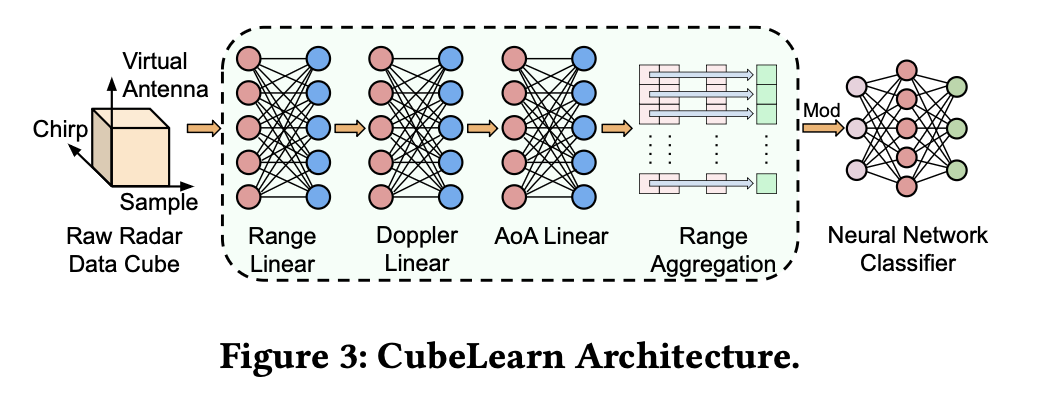 Virtual
Antenna
Chirp
Sample
Raw Radar
Data Cube
Range
Linear
Doppler
Linear
AoA Linear
Range
Aggregation
Mod
Neural Network
Classifier
Figure 3: CubeLearn Architecture.